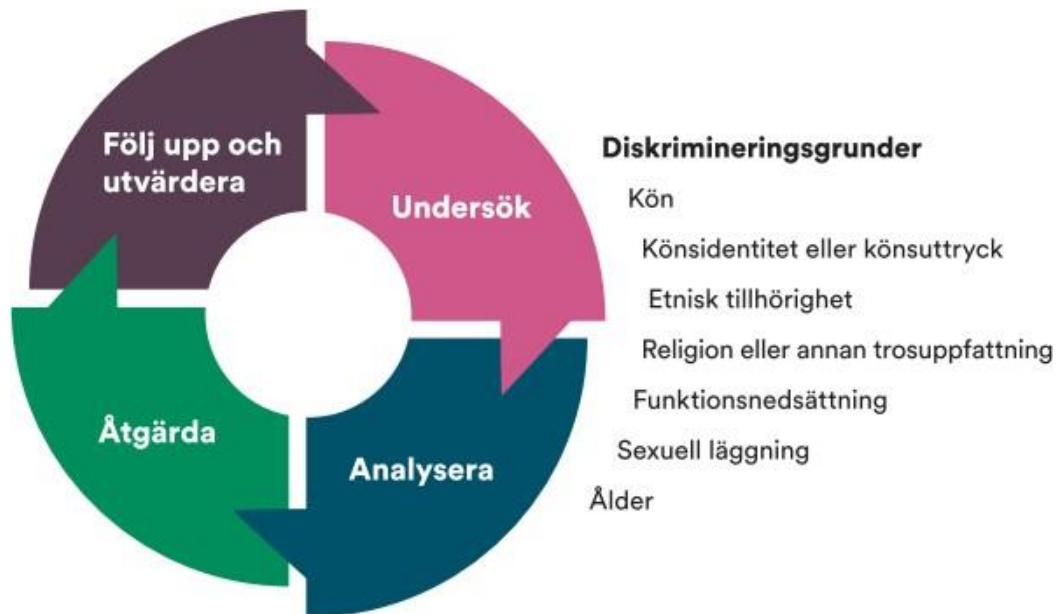 Följ upp och
utvärdera
Undersök
Analysera
Åtgärda
Diskrimineringsgrunder
Kön
Könsidentitet eller könsuttryck
Etnisk tillhörighet
Religion eller annan trosuppfattning
Funktionsnedsättning
Sexuell läggning
Ålder